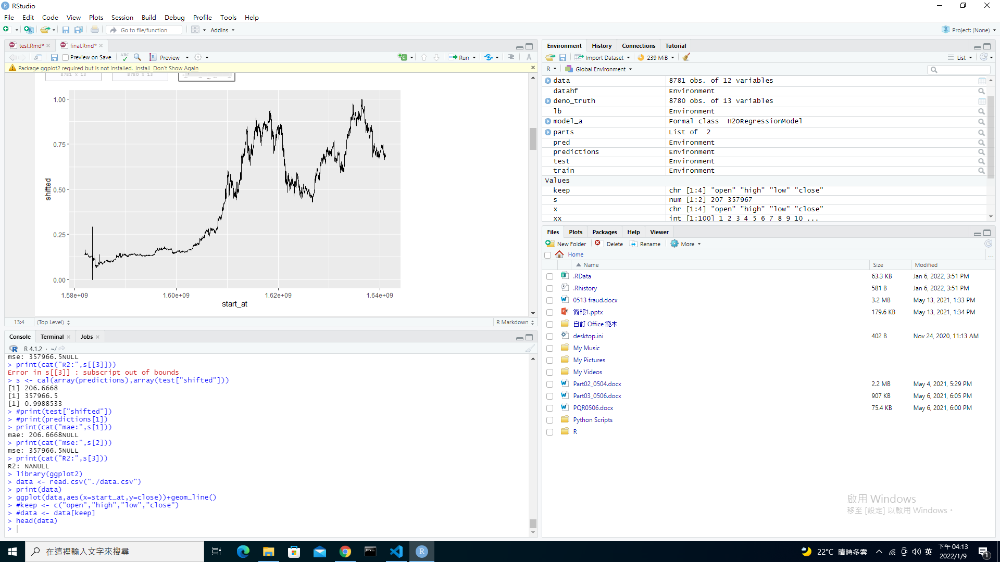 RStudio
File Edit Code View Plots Session Build Debug Profile Tools Help
Go to file/function Addins Project: (None)
test.Rmd* final.Rmd*
Preview on Save ABC Preview Run
Package ggplot2 required but is not installed. Install Don't Show Again
8781 x 13 8780 x 13
1.00
0.75
0.50
0.25
0.00
shifted
1.58e+09 1.60e+09 1.62e+09 1.64e+09
start_at
13:4 (Top Level) R Markdown
Console Terminal Jobs
R 4.1.2 · ~/
mse: 357966.5NULL
> print(cat("R2:",s[[3]]))
Error in s[[3]] : subscript out of bounds
> s <- cal(array(predictions),array(test["shifted"]))
[1] 206.6668
[1] 357966.5
[1] 0.9988533
> #print(test["shifted"])
> #print(predictions[1])
> print(cat("mae:",s[1]))
mae: 206.6668NULL
> print(cat("mse:",s[2]))
mse: 357966.5NULL
> print(cat("R2:",s[3]))
R2: NANULL
> library(ggplot2)
> data <- read.csv("./data.csv")
> print(data)
> ggplot(data,aes(x=start_at,y=close))+geom_line()
> #keep <- c("open","high","low","close")
> #data <- data[keep]
> head(data)
>
Environment History Connections Tutorial
Import Dataset 239 MiB List
R Global Environment
data 8781 obs. of 12 variables
datahf Environment
deno_truth 8780 obs. of 13 variables
lb Environment
model_a Formal class H2ORegressionModel
parts List of 2
pred Environment
predictions Environment
test Environment
train Environment
Values
keep chr [1:4] "open" "high" "low" "close"
s num [1:2] 207 357967
x chr [1:4] "open" "high" "low" "close"
xx int [1:100] 1 2 3 4 5 6 7 8 9 10 ...
Files Plots Packages Help Viewer
New Folder Delete Rename More
Home ...
Name Size Modified
.RData 63.3 KB Jan 6, 2022, 3:51 PM
.Rhistory 581 B Jan 6, 2022, 3:51 PM
0513 fraud.docx 3.2 MB May 13, 2021, 1:33 PM
簡報1.pptx 179.6 KB May 13, 2021, 1:34 PM
自訂 Office 範本
desktop.ini 402 B Nov 24, 2020, 11:13 AM
My Music
My Pictures
My Videos
Part02_0504.docx 2.2 MB May 4, 2021, 5:29 PM
Part03_0506.docx 907 KB May 6, 2021, 6:05 PM
PQR0506.docx 75.4 KB May 6, 2021, 6:00 PM
Python Scripts
R
啟用 Windows
移至 [設定] 以啟用 Windows。
在這裡輸入文字來搜尋
22°C 晴時多雲 英 下午 04:13
2022/1/9
1